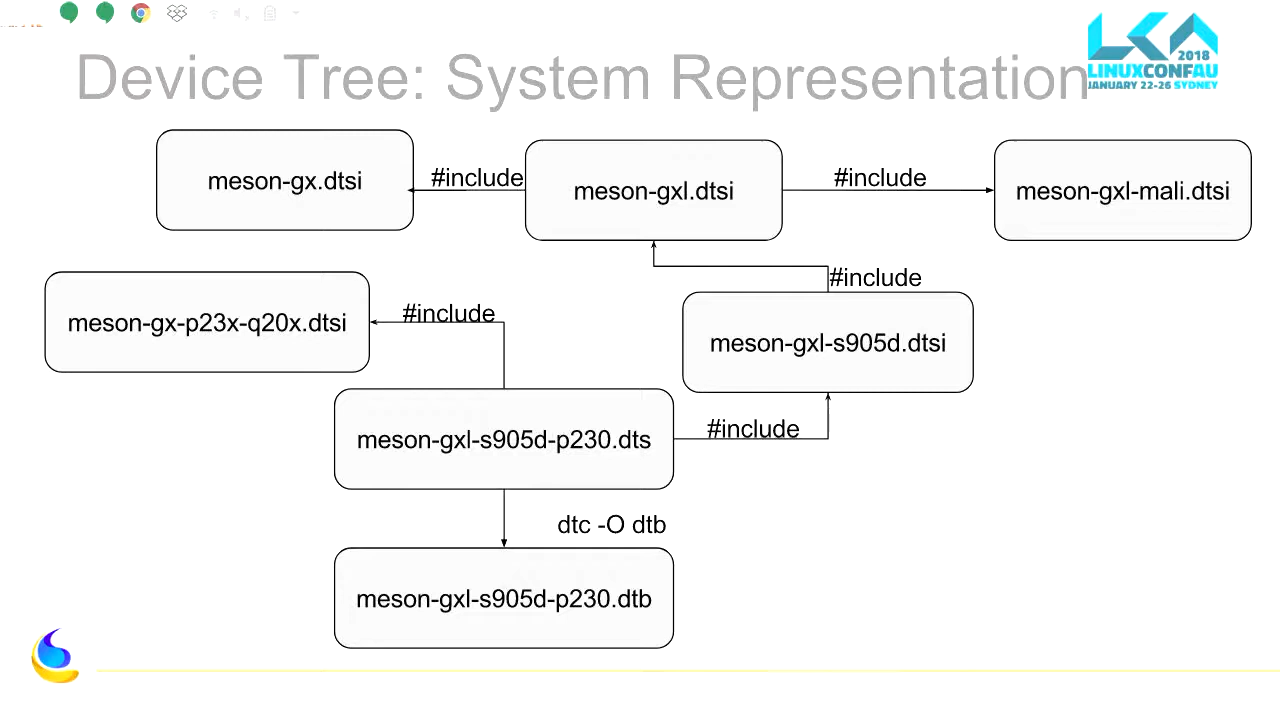 Device Tree: System Representation
2018
LINUXCONFAU
JANUARY 22-26 SYDNEY
meson-gx.dtsi
#include
meson-gxl.dtsi
#include
meson-gxl-mali.dtsi
#include
meson-gx-p23x-q20x.dtsi
#include
meson-gxl-s905d.dtsi
meson-gxl-s905d-p230.dts
#include
dtc -O dtb
meson-gxl-s905d-p230.dtb